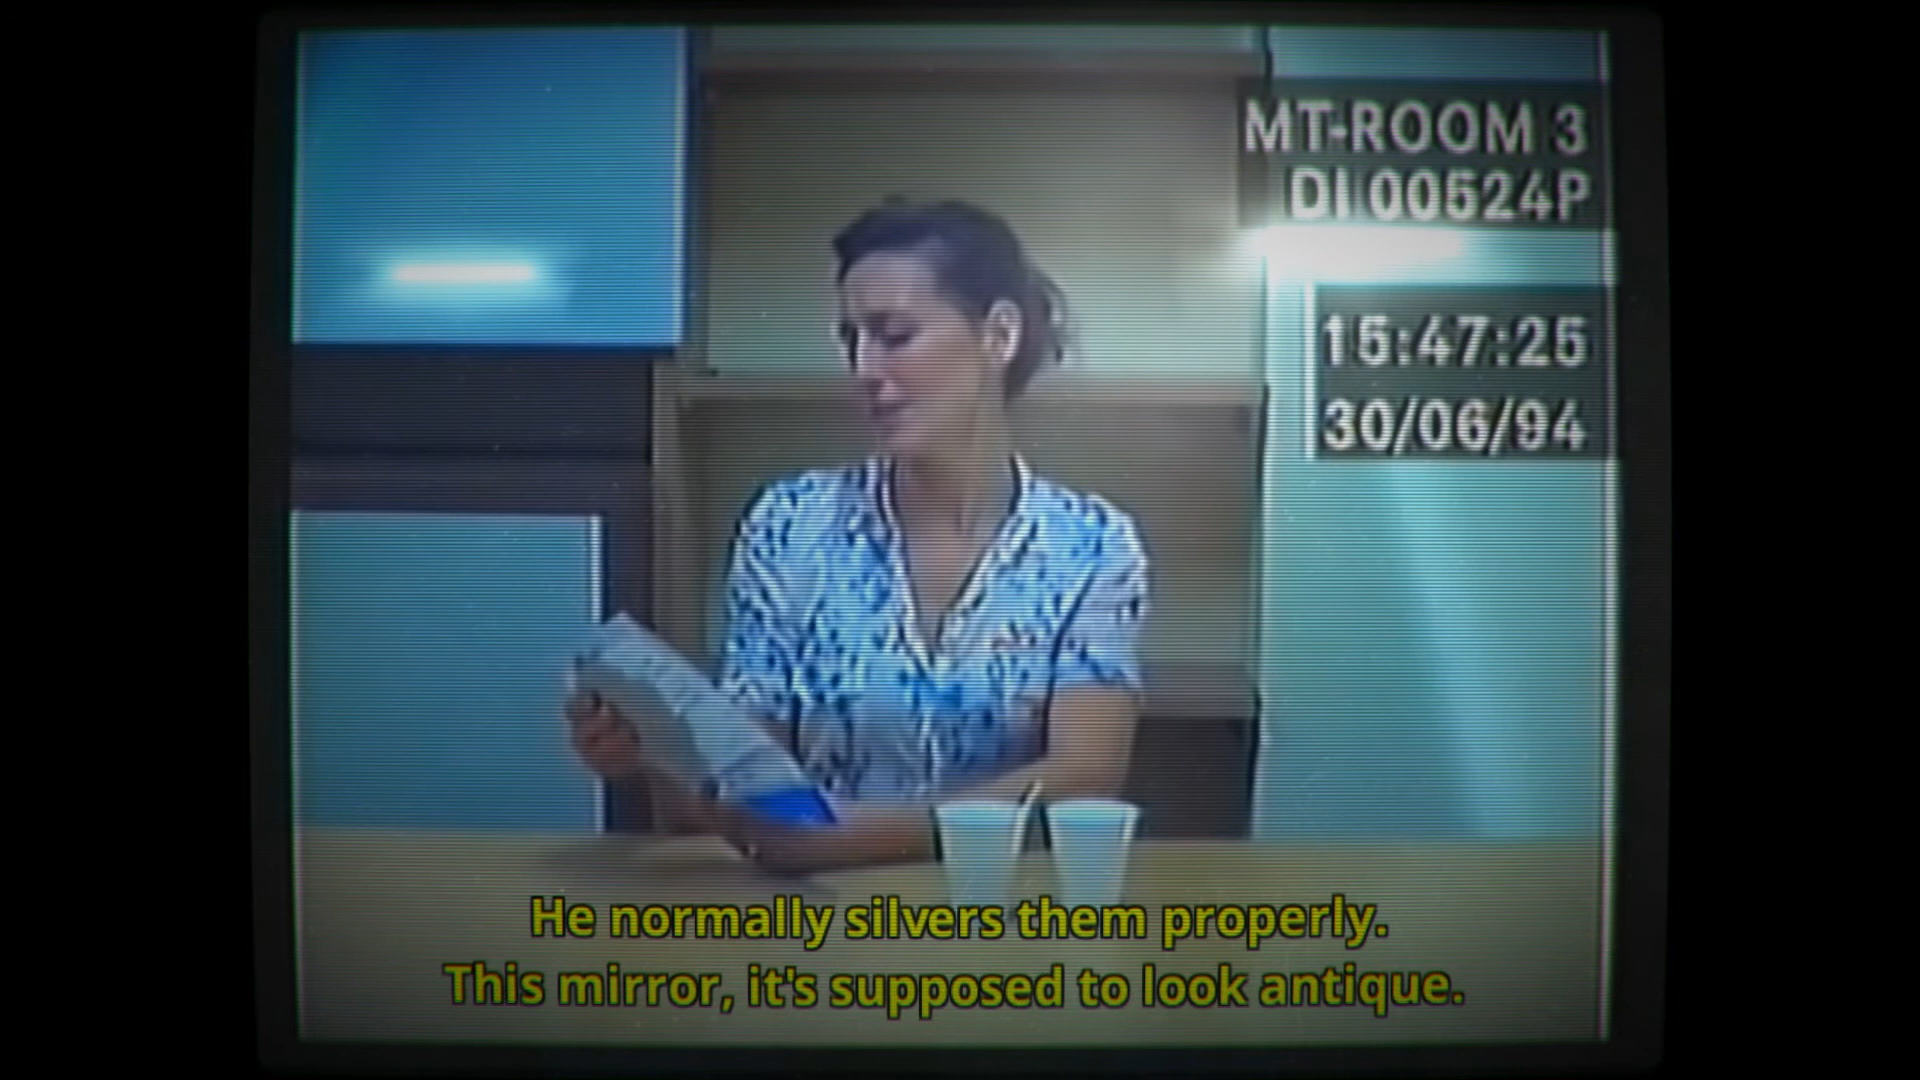 MT-ROOM 3
DI 00524P
15:47:25
30/06/94
He normally silvers them properly.
This mirror, it's supposed to look antique.